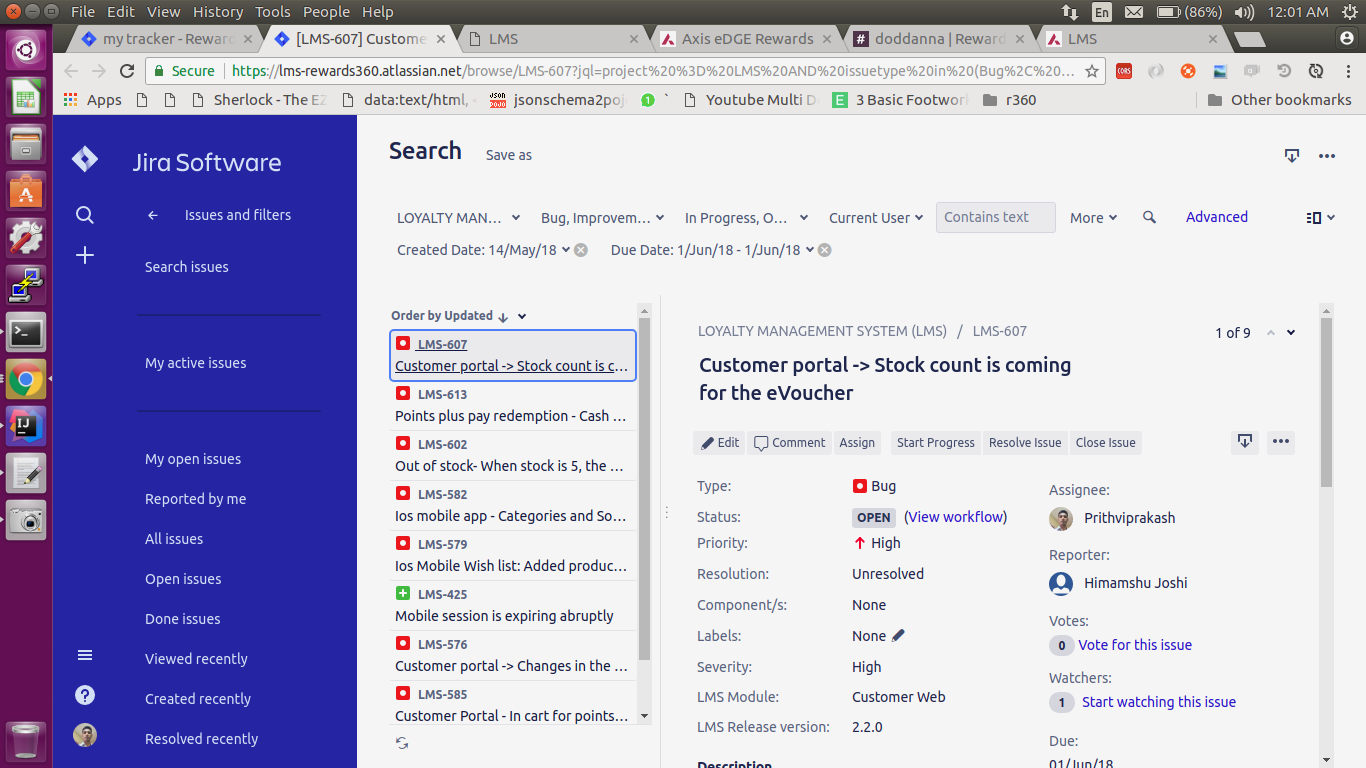 File Edit View History Tools People Help
En (86%) 12:01 AM
my tracker - Reward
[LMS-607] Custome
LMS
Axis eDGE Rewards
doddanna | Reward
LMS
Secure https://lms-rewards360.atlassian.net/browse/LMS-607?jql=project%20%3D%20LMS%20AND%20issuetype%20in%20(Bug%2C%20...
Apps Sherlock - The EZ data:text/html, jsonschema2poj Youtube Multi D 3 Basic Footwork r360 Other bookmarks
Jira Software
Issues and filters
Search issues
My active issues
My open issues
Reported by me
All issues
Open issues
Done issues
Viewed recently
Created recently
Resolved recently
Search Save as
LOYALTY MAN... Bug, Improvem... In Progress, O... Current User Contains text More Advanced
Created Date: 14/May/18 Due Date: 1/Jun/18 - 1/Jun/18
Order by Updated
LMS-607
Customer portal -> Stock count is c...
LMS-613
Points plus pay redemption - Cash ...
LMS-602
Out of stock- When stock is 5, the ...
LMS-582
Ios mobile app - Categories and So...
LMS-579
Ios Mobile Wish list: Added produc...
LMS-425
Mobile session is expiring abruptly
LMS-576
Customer portal -> Changes in the ...
LMS-585
Customer Portal - In cart for points...
LOYALTY MANAGEMENT SYSTEM (LMS) / LMS-607
1 of 9
Customer portal -> Stock count is coming
for the eVoucher
Edit Comment Assign Start Progress Resolve Issue Close Issue
Type: Bug
Status: OPEN (View workflow)
Priority: High
Resolution: Unresolved
Component/s: None
Labels: None
Severity: High
LMS Module: Customer Web
LMS Release version: 2.2.0
Description
Assignee:
Prithviprakash
Reporter:
Himamshu Joshi
Votes:
0 Vote for this issue
Watchers:
1 Start watching this issue
Due:
01/Jun/18